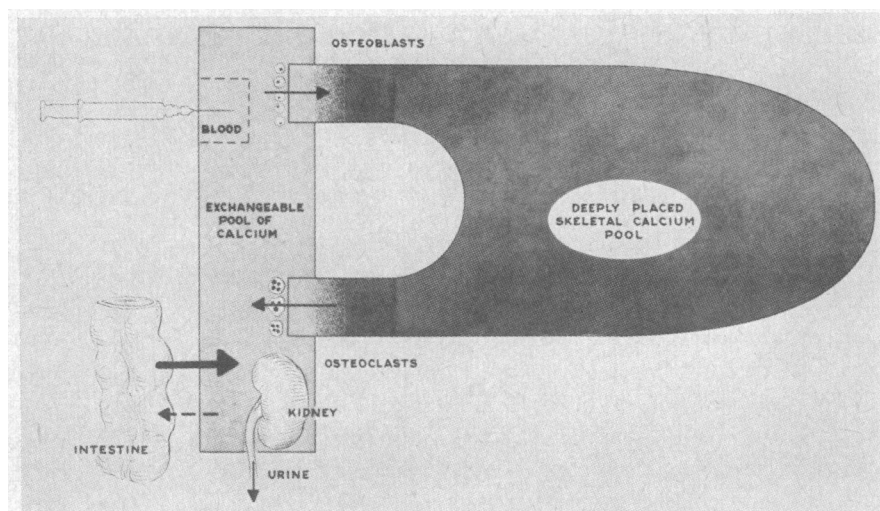 OSTEOBLASTS
BLOOD
EXCHANGEABLE
POOL OF
CALCIUM
DEEPLY PLACED
SKELETAL CALCIUM
POOL
OSTEOCLASTS
KIDNEY
INTESTINE
URINE